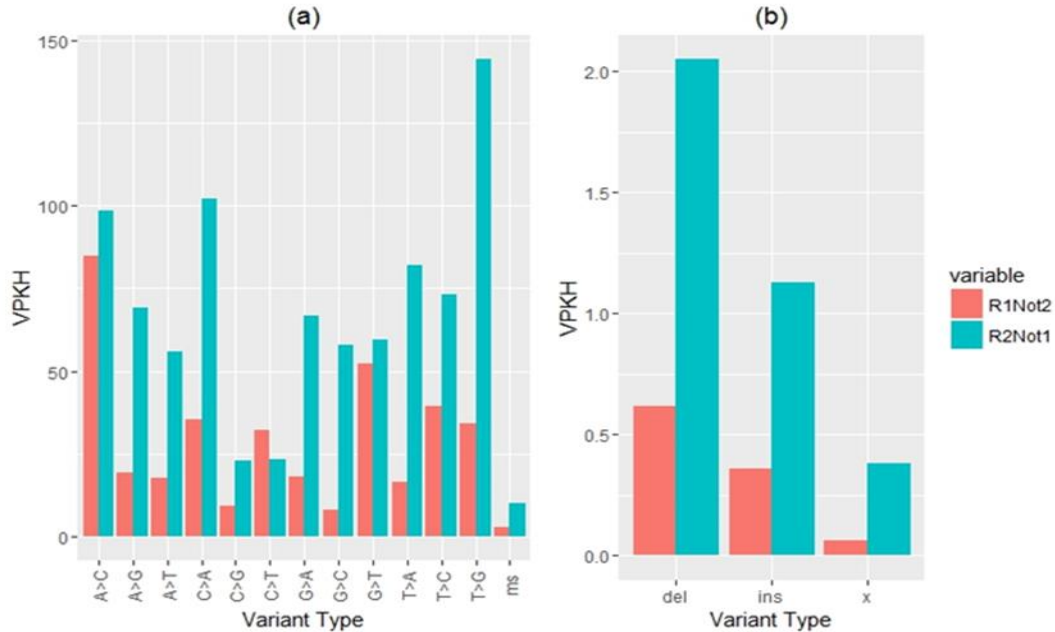 (a)
VPKH
150
100
50
0
A>C A>G A>T C>A C>G C>T G>A G>C G>T T>A T>C T>G ms
Variant Type
(b)
VPKH
2.0
1.5
1.0
0.5
0.0
del ins x
Variant Type
variable
R1Not2
R2Not1